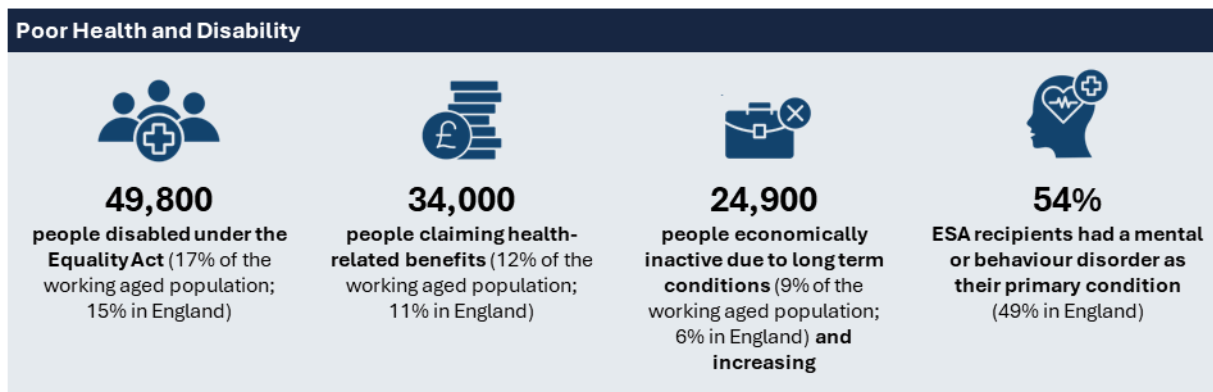 Poor Health and Disability
£
49,800
people disabled under the
Equality Act (17% of the
working aged population;
15% in England)
34,000
people claiming health-
related benefits (12% of the
working aged population;
11% in England)
24,900
people economically
inactive due to long term
conditions (9% of the
working aged population;
6% in England) and
increasing
54%
ESA recipients had a mental
or behaviour disorder as
their primary condition
(49% in England)